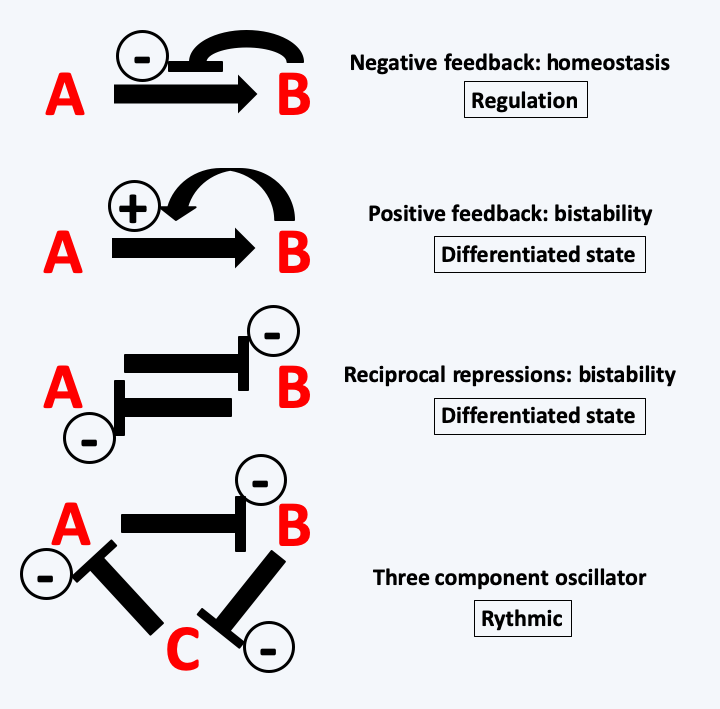 -
A B
Negative feedback: homeostasis
Regulation
+
A B
Positive feedback: bistability
Differentiated state
-
A B
-
Reciprocal repressions: bistability
Differentiated state
-
A B
-
C -
Three component oscillator
Rythmic